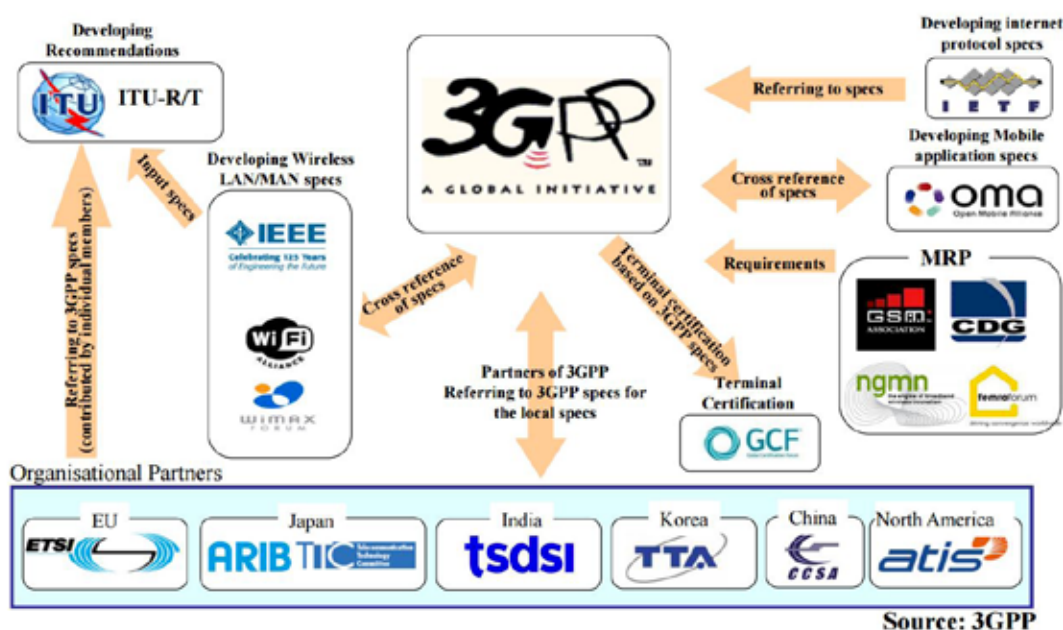 Developing
Recommendations
ITU
ITU-R/T
Input specs
Developing Wireless
LAN/MAN specs
IEEE
Celebrating 125 Years
of Engineering the Future
Wi Fi
ALLIANCE
WiMAX
FORUM
3GPP
TM
A GLOBAL INITIATIVE
Developing internet
protocol specs
IETF
Referring to specs
Developing Mobile
application specs
oma
Open Mobile Alliance
Cross reference
of specs
Requirements
MRP
GSM
ASSOCIATION
CDG
ngmn
femtoforum
Cross reference
of specs
Terminal certification
based on 3GPP specs
Terminal
Certification
GCF
Partners of 3GPP
Referring to 3GPP specs for
the local specs
Referring to 3GPP specs
(contributed by individual members)
Organisational Partners
EU
ETSI
Japan
ARIB
TTC
Telecommunication
Technology
Committee
India
tsdsi
Korea
TTA
China
CCSA
North America
atis
Source: 3GPP